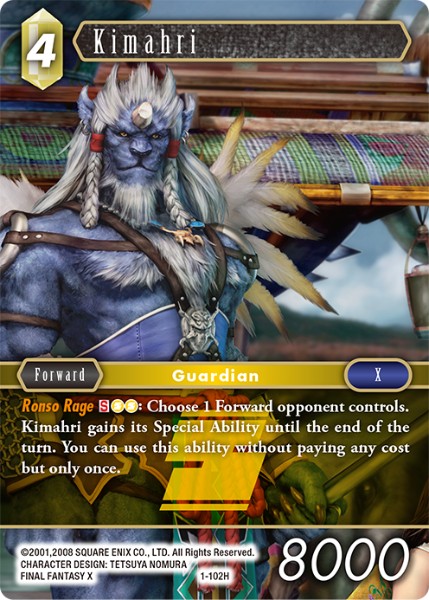 4
Kimahri
Forward
Guardian
X
Ronso Rage S: Choose 1 Forward opponent controls.
Kimahri gains its Special Ability until the end of the
turn. You can use this ability without paying any cost
but only once.
©2001,2008 SQUARE ENIX CO., LTD. All Rights Reserved.
CHARACTER DESIGN: TETSUYA NOMURA
FINAL FANTASY X
1-102H
8000